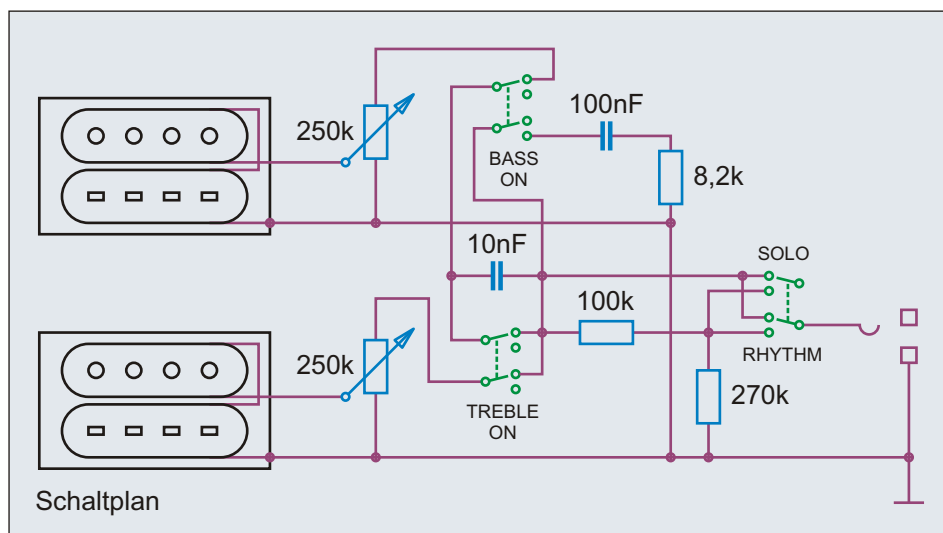 250k
BASS
ON
100nF
8,2k
10nF
SOLO
250k
100k
RHYTHM
TREBLE
ON
270k
Schaltplan